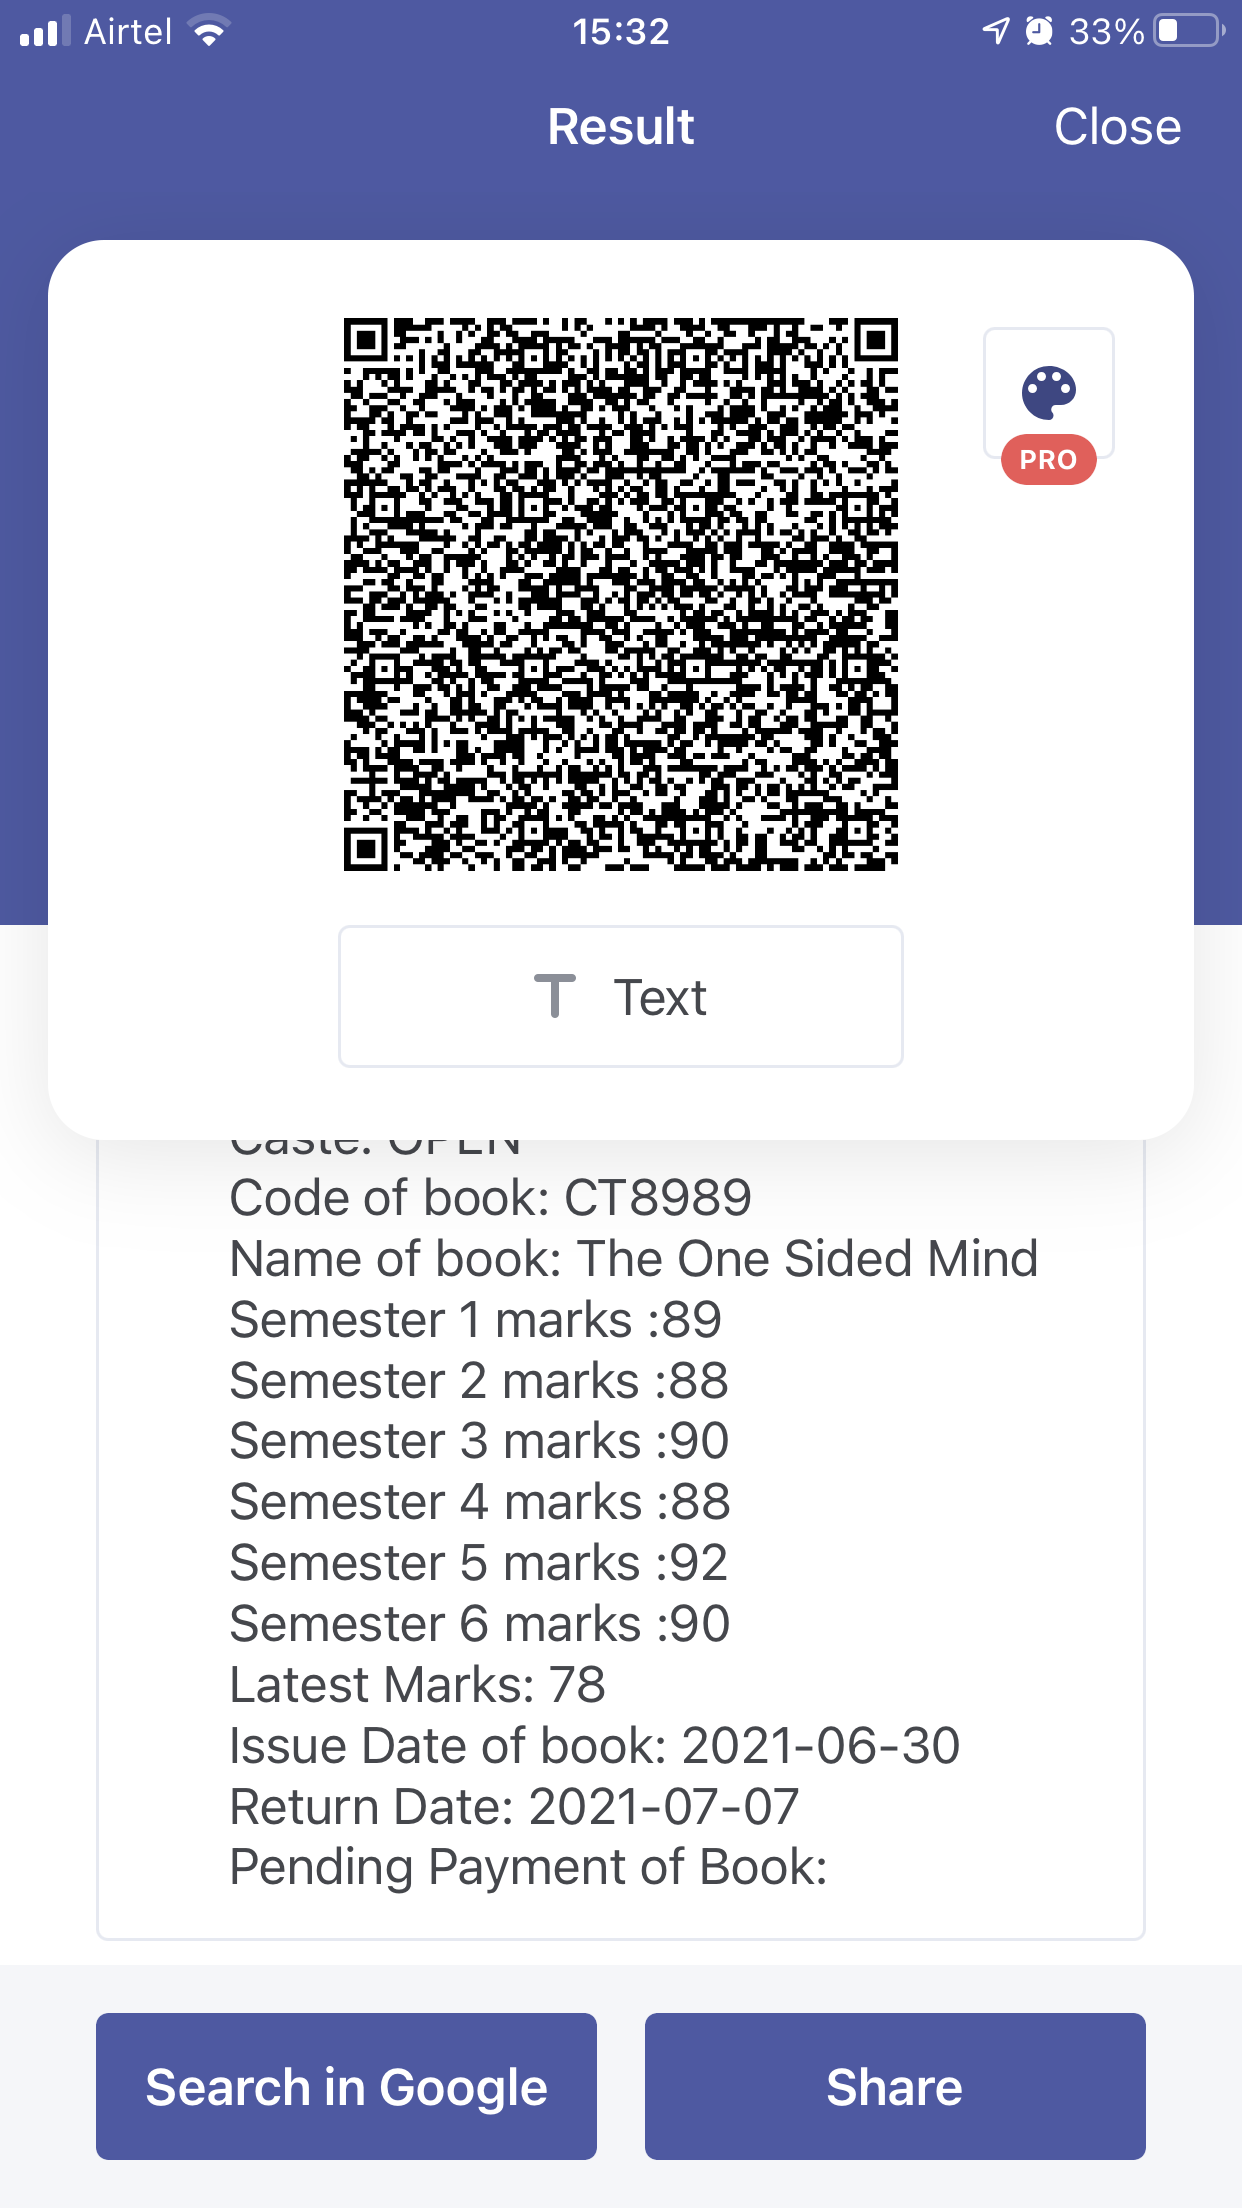 Airtel 15:32 33%
Result Close
PRO
Text
Caste: OPEN
Code of book: CT8989
Name of book: The One Sided Mind
Semester 1 marks :89
Semester 2 marks :88
Semester 3 marks :90
Semester 4 marks :88
Semester 5 marks :92
Semester 6 marks :90
Latest Marks: 78
Issue Date of book: 2021-06-30
Return Date: 2021-07-07
Pending Payment of Book:
Search in Google Share